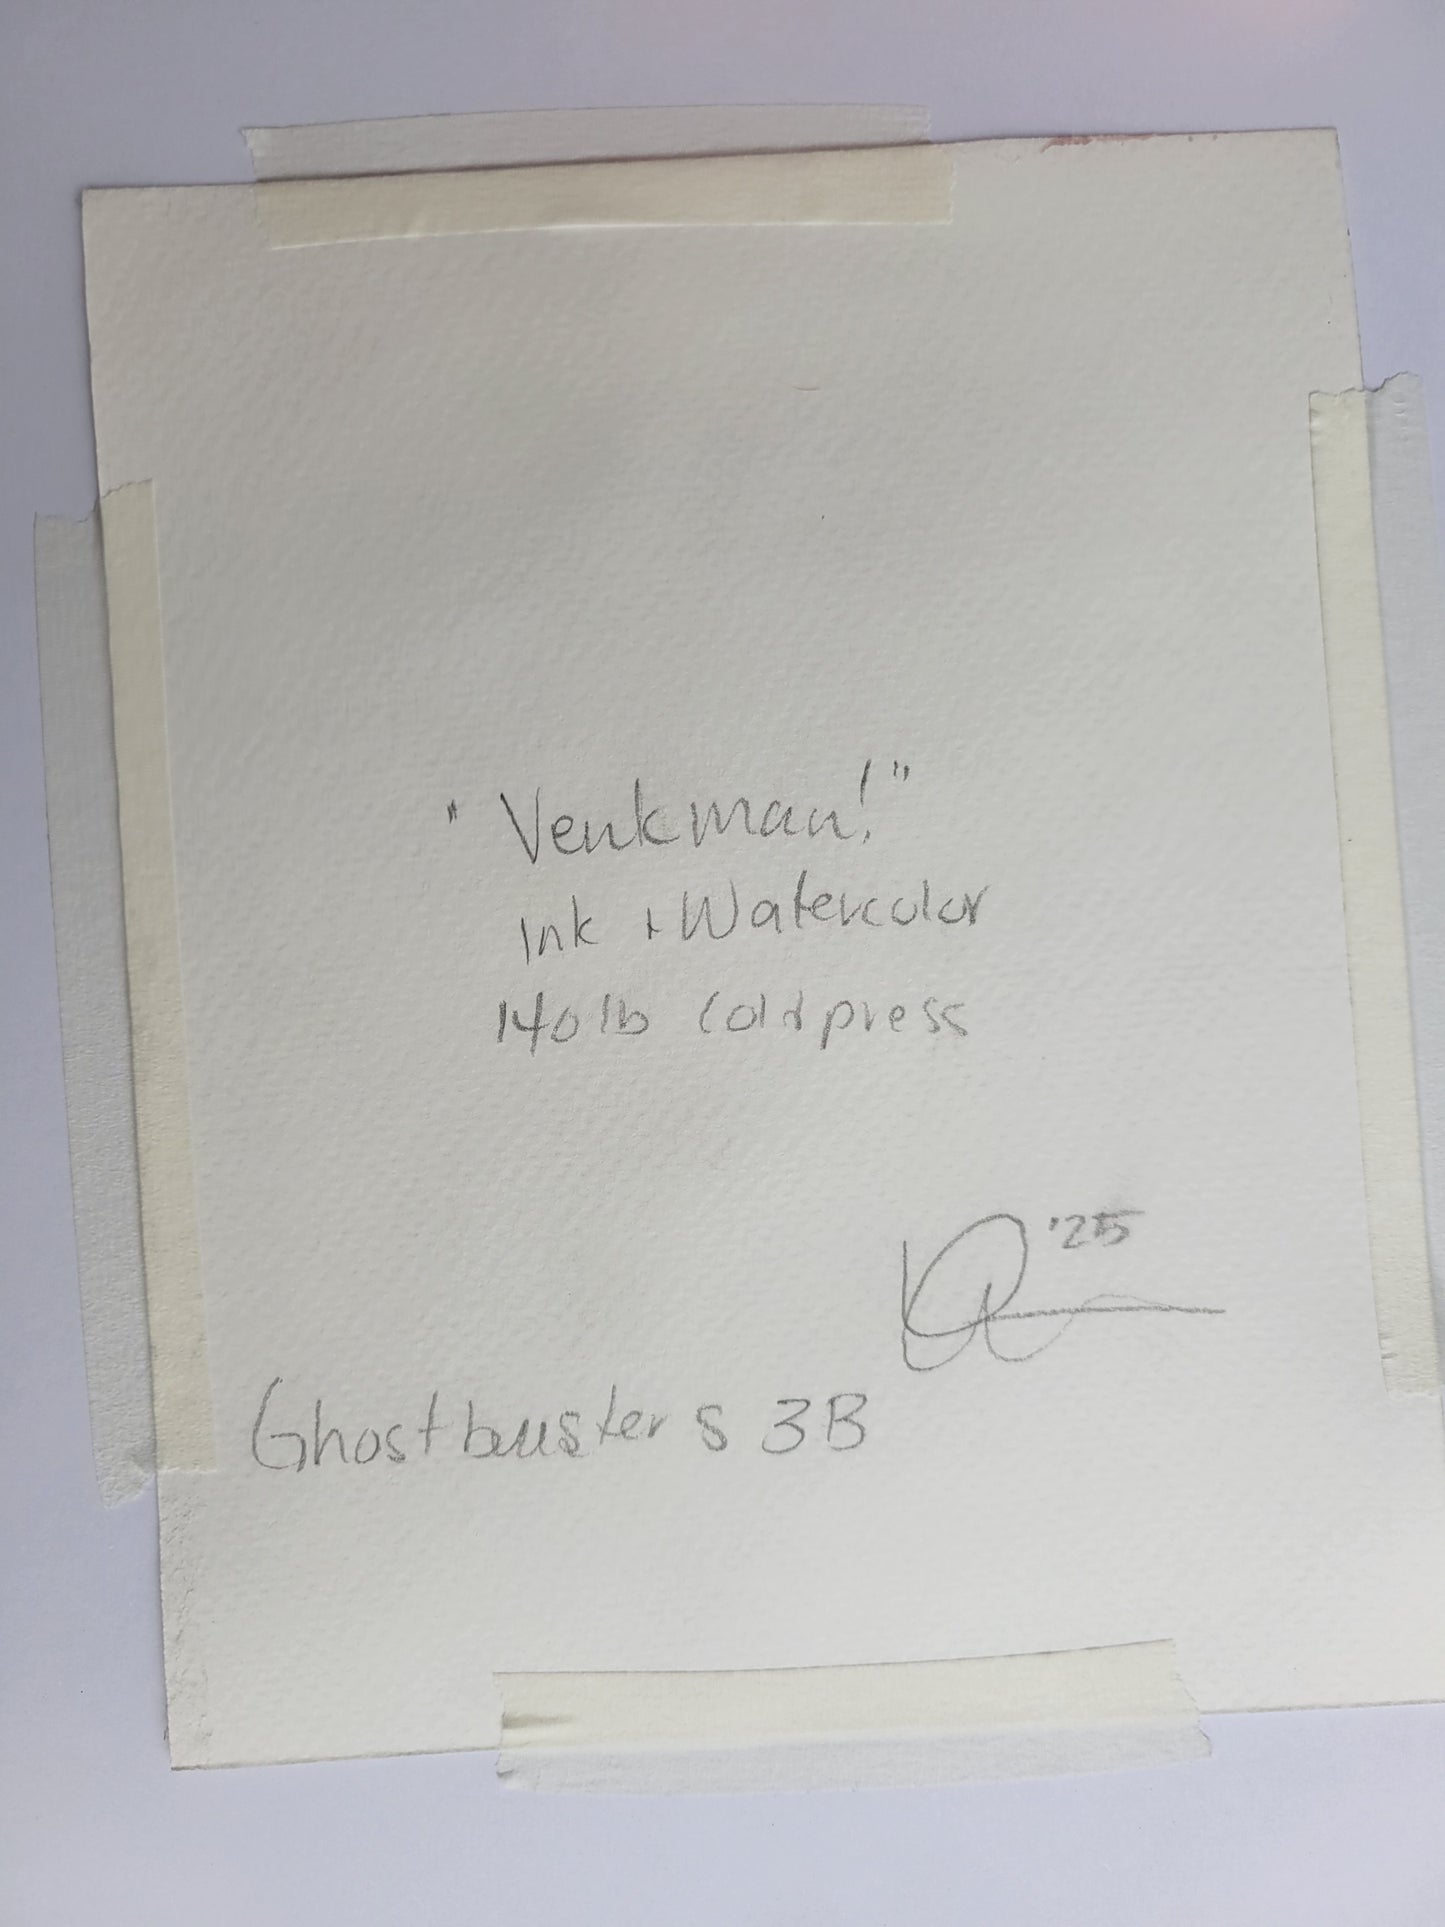 "Venkman!"
Ink + Watercolor
140lb Coldpress
'25
Ghostbusters 3B